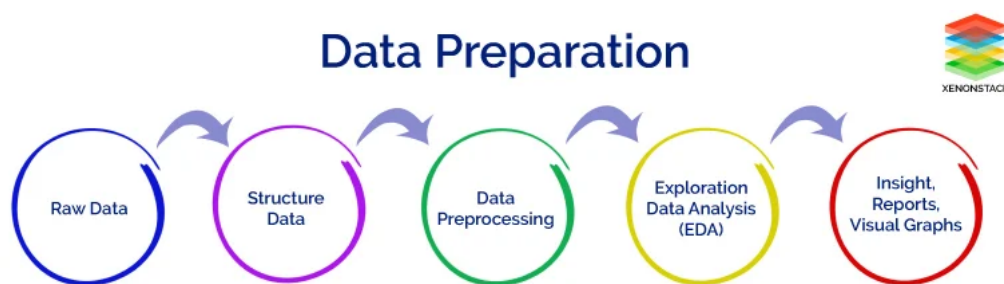 Data Preparation
XENONSTACK
Raw Data
Structure
Data
Data
Preprocessing
Exploration
Data Analysis
(EDA)
Insight,
Reports,
Visual Graphs